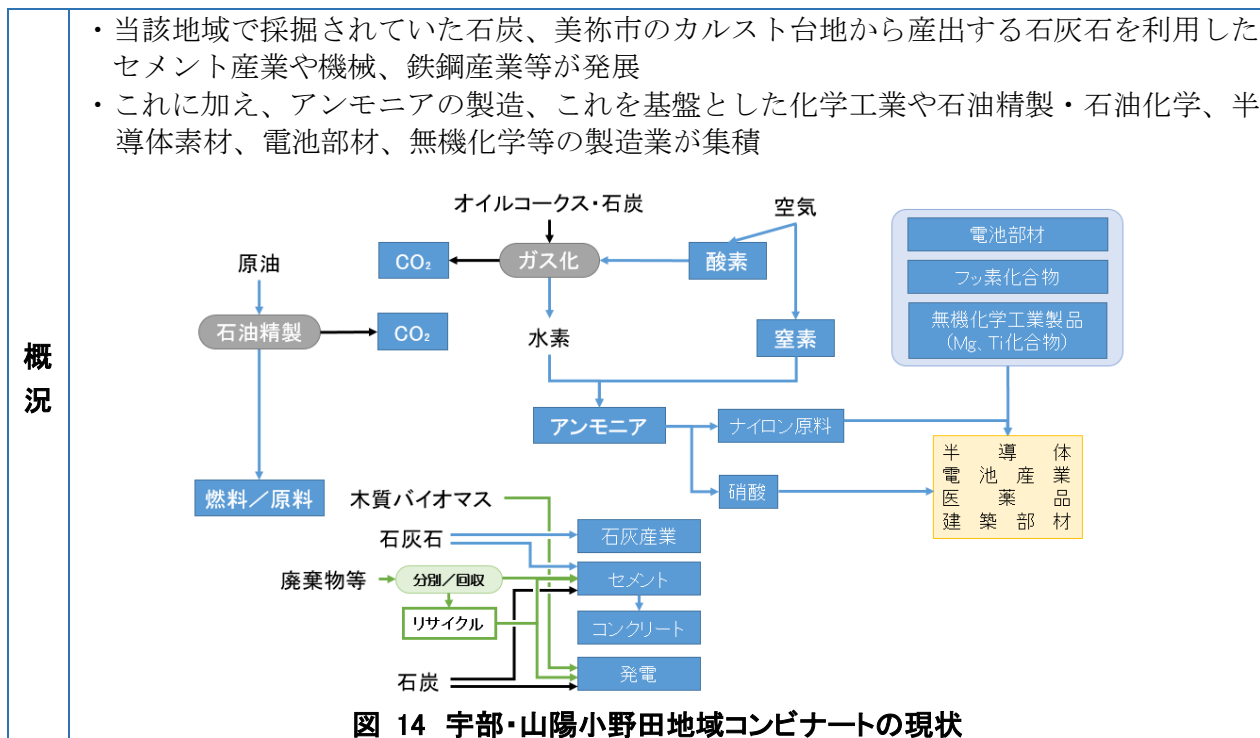 ・当該地域で採掘されていた石炭、美祢市のカルスト台地から産出する石灰石を利用した
セメント産業や機械、鉄鋼産業等が発展
・これに加え、アンモニアの製造、これを基盤とした化学工業や石油精製・石油化学、半
導体素材、電池部材、無機化学等の製造業が集積
概
況
オイルコークス・石炭
空気
電池部材
原油
CO₂
ガス化
酸素
フッ素化合物
石油精製
CO₂
水素
窒素
無機化学工業製品
(Mg、Ti化合物)
アンモニア
ナイロン原料
燃料／原料
硝酸
半導体
電池産業
医薬品
建築部材
木質バイオマス
石灰石
石灰産業
廃棄物等
分別／回収
セメント
リサイクル
コンクリート
石炭
発電
図 14 宇部・山陽小野田地域コンビナートの現状